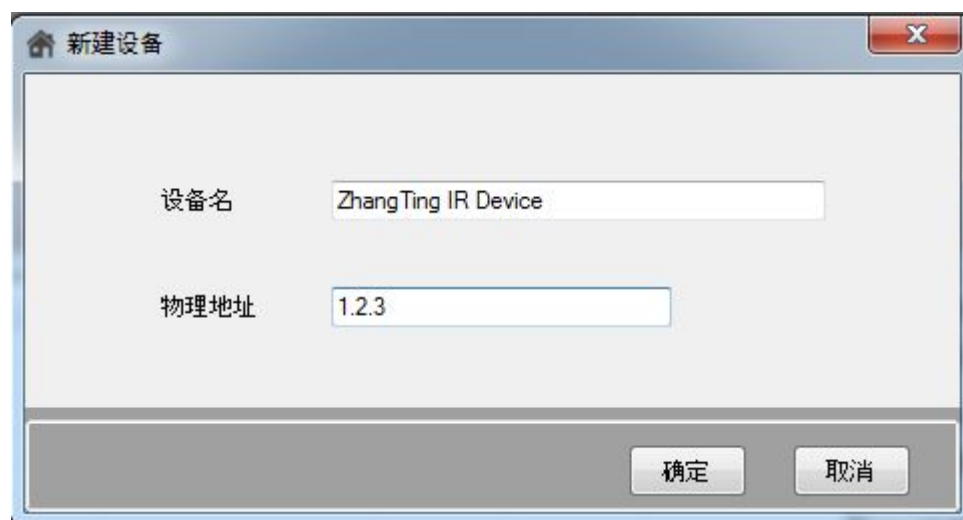 新建设备
设备名 ZhangTing IR Device
物理地址 1.2.3
确定 取消